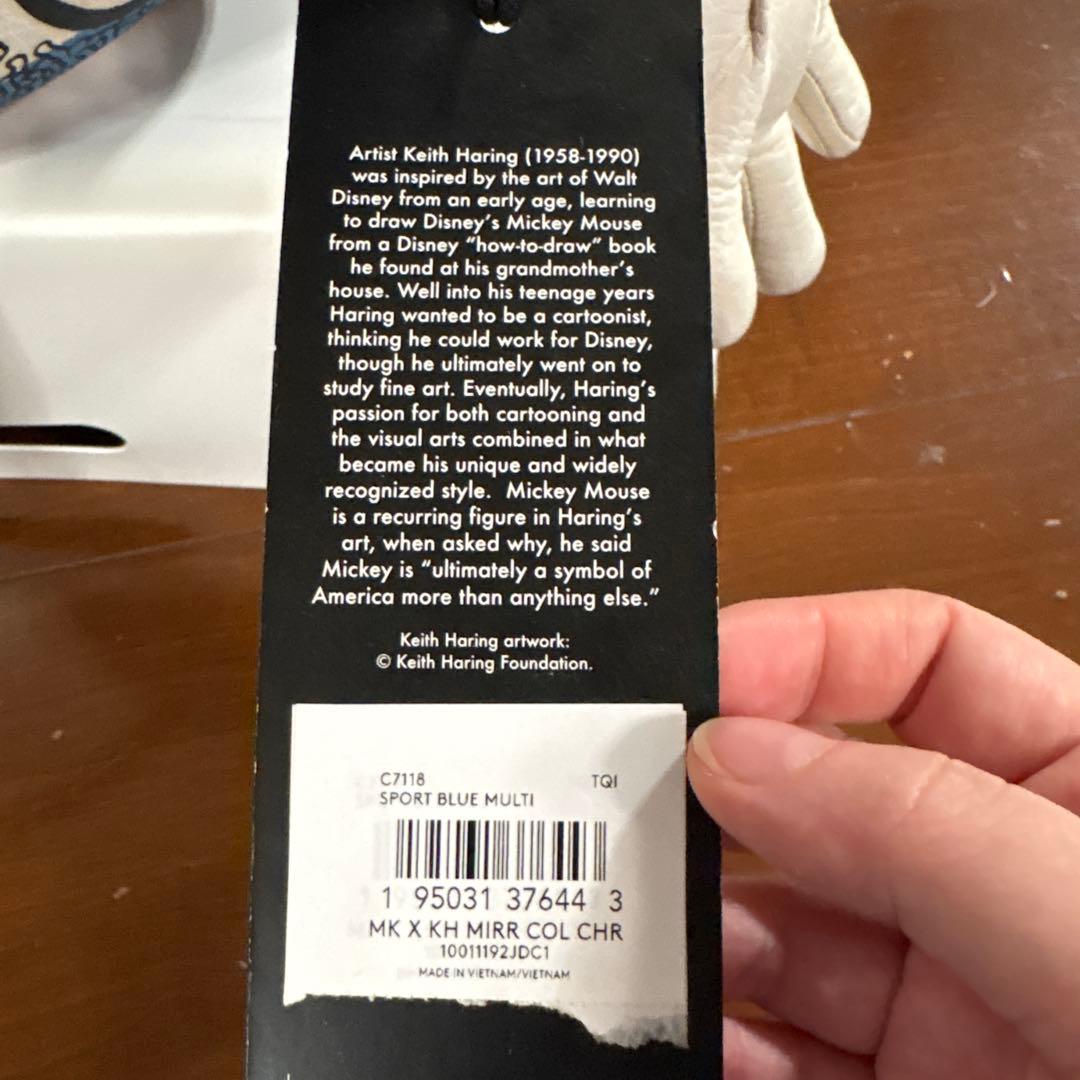 Artist Keith Haring (1958-1990)
was inspired by the art of Walt
Disney from an early age, learning
to draw Disney's Mickey Mouse
from a Disney "how-to-draw" book
he found at his grandmother's
house. Well into his teenage years
Haring wanted to be a cartoonist,
thinking he could work for Disney,
though he ultimately went on to
study fine art. Eventually, Haring's
passion for both cartooning and
the visual arts combined in what
became his unique and widely
recognized style. Mickey Mouse
is a recurring figure in Haring's
art, when asked why, he said
Mickey is "ultimately a symbol of
America more than anything else."
Keith Haring artwork:
© Keith Haring Foundation.
C7118 TQI
SPORT BLUE MULTI
1 95031 37644 3
MK X KH MIRR COL CHR
10011192JDC1
MADE IN VIETNAM/VIETNAM